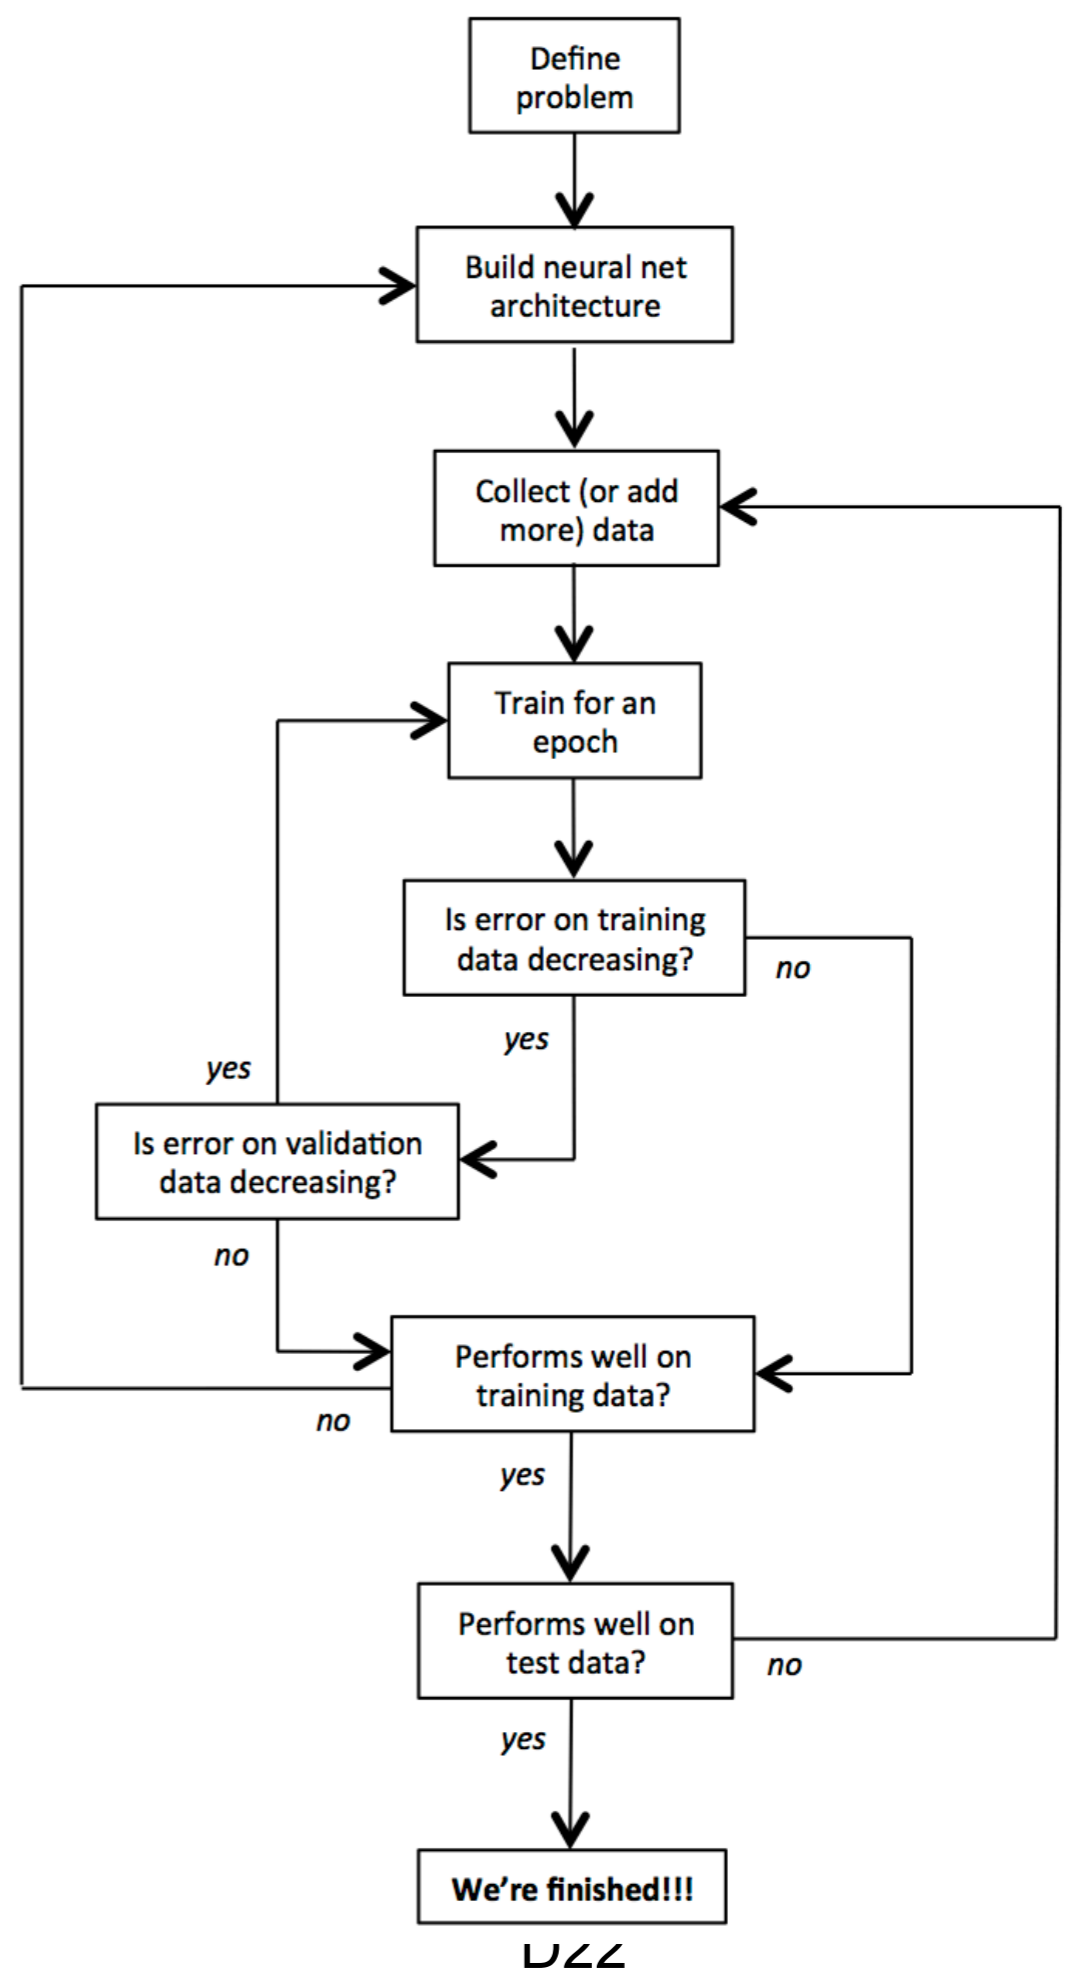 Define
problem
Build neural net
architecture
Collect (or add
more) data
Train for an
epoch
Is error on training
data decreasing?
no
yes
yes
Is error on validation
data decreasing?
no
Performs well on
training data?
no
yes
Performs well on
test data?
no
yes
We’re finished!!!